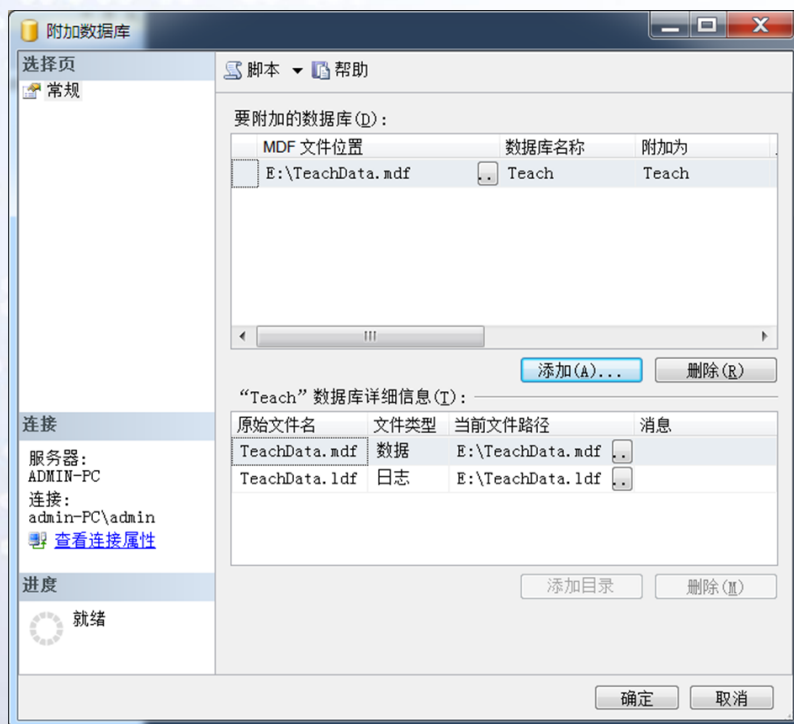 附加数据库
选择页
常规
脚本 帮助
要附加的数据库(D):
MDF 文件位置 数据库名称 附加为
E:\TeachData.mdf .. Teach Teach
添加(A)... 删除(R)
“Teach”数据库详细信息(T):
原始文件名 文件类型 当前文件路径 消息
TeachData.mdf 数据 E:\TeachData.mdf ..
TeachData.ldf 日志 E:\TeachData.ldf ..
添加目录 删除(M)
连接
服务器:
ADMIN-PC
连接:
admin-PC\admin
查看连接属性
进度
就绪
确定 取消